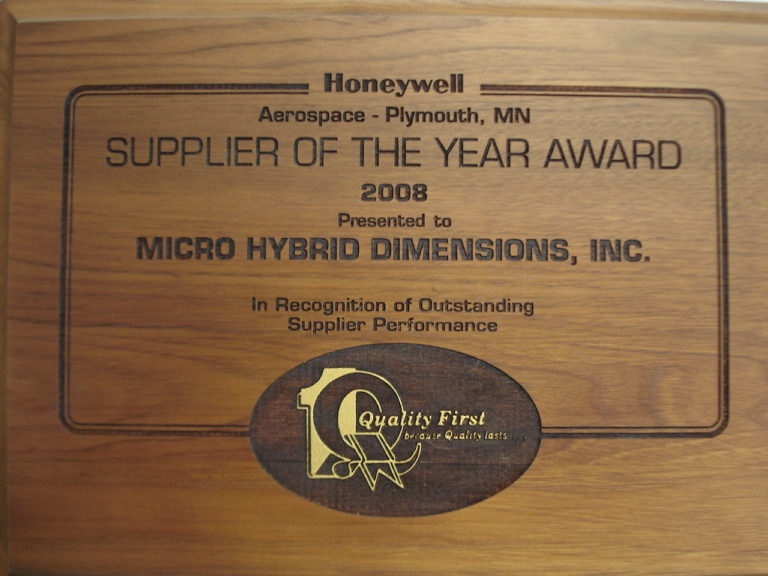 Honeywell
Aerospace - Plymouth, MN
SUPPLIER OF THE YEAR AWARD
2008
Presented to
MICRO HYBRID DIMENSIONS, INC.
In Recognition of Outstanding
Supplier Performance
Quality First
because Quality lasts